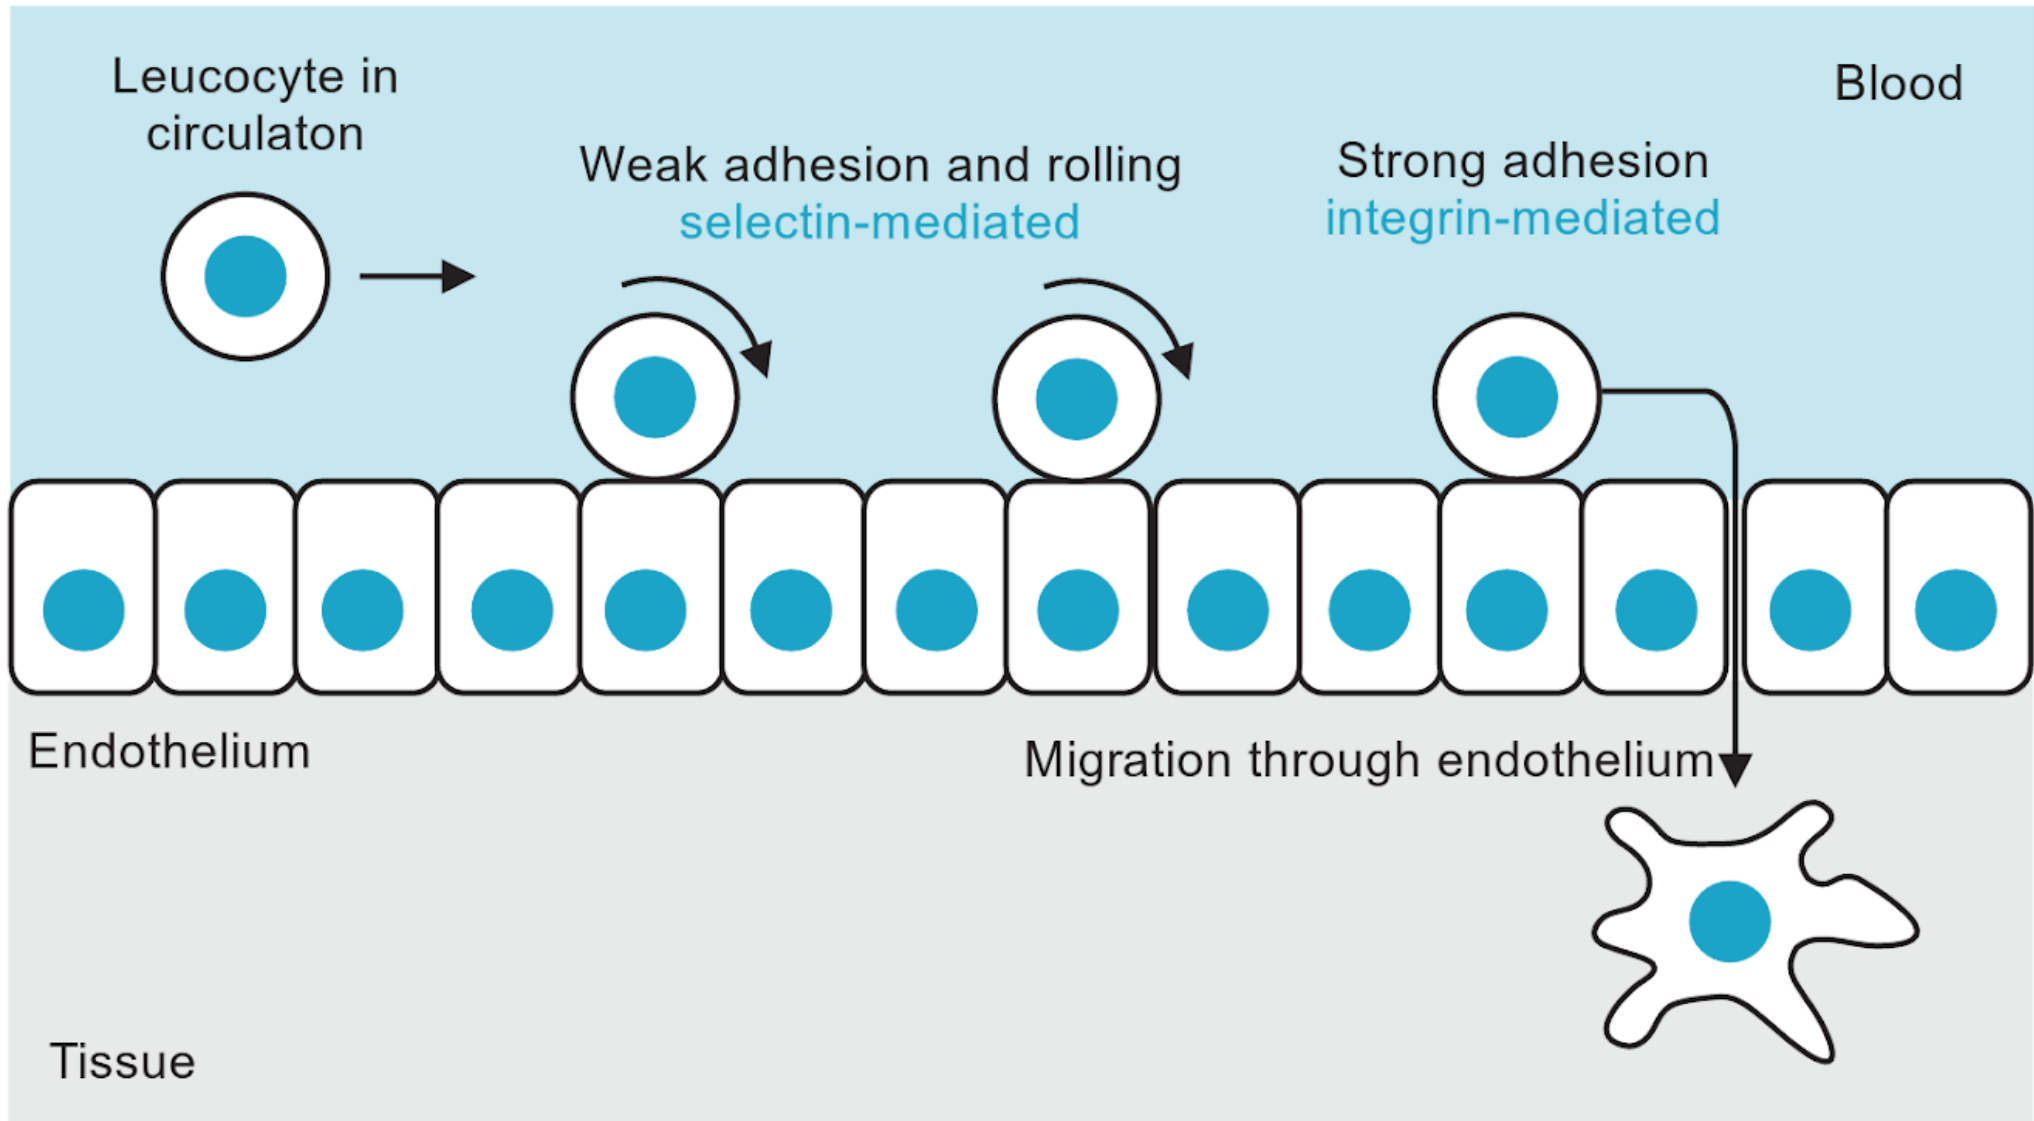 Leucocyte in
circulaton
Blood
Weak adhesion and rolling
selectin-mediated
Strong adhesion
integrin-mediated
Endothelium
Migration through endothelium
Tissue